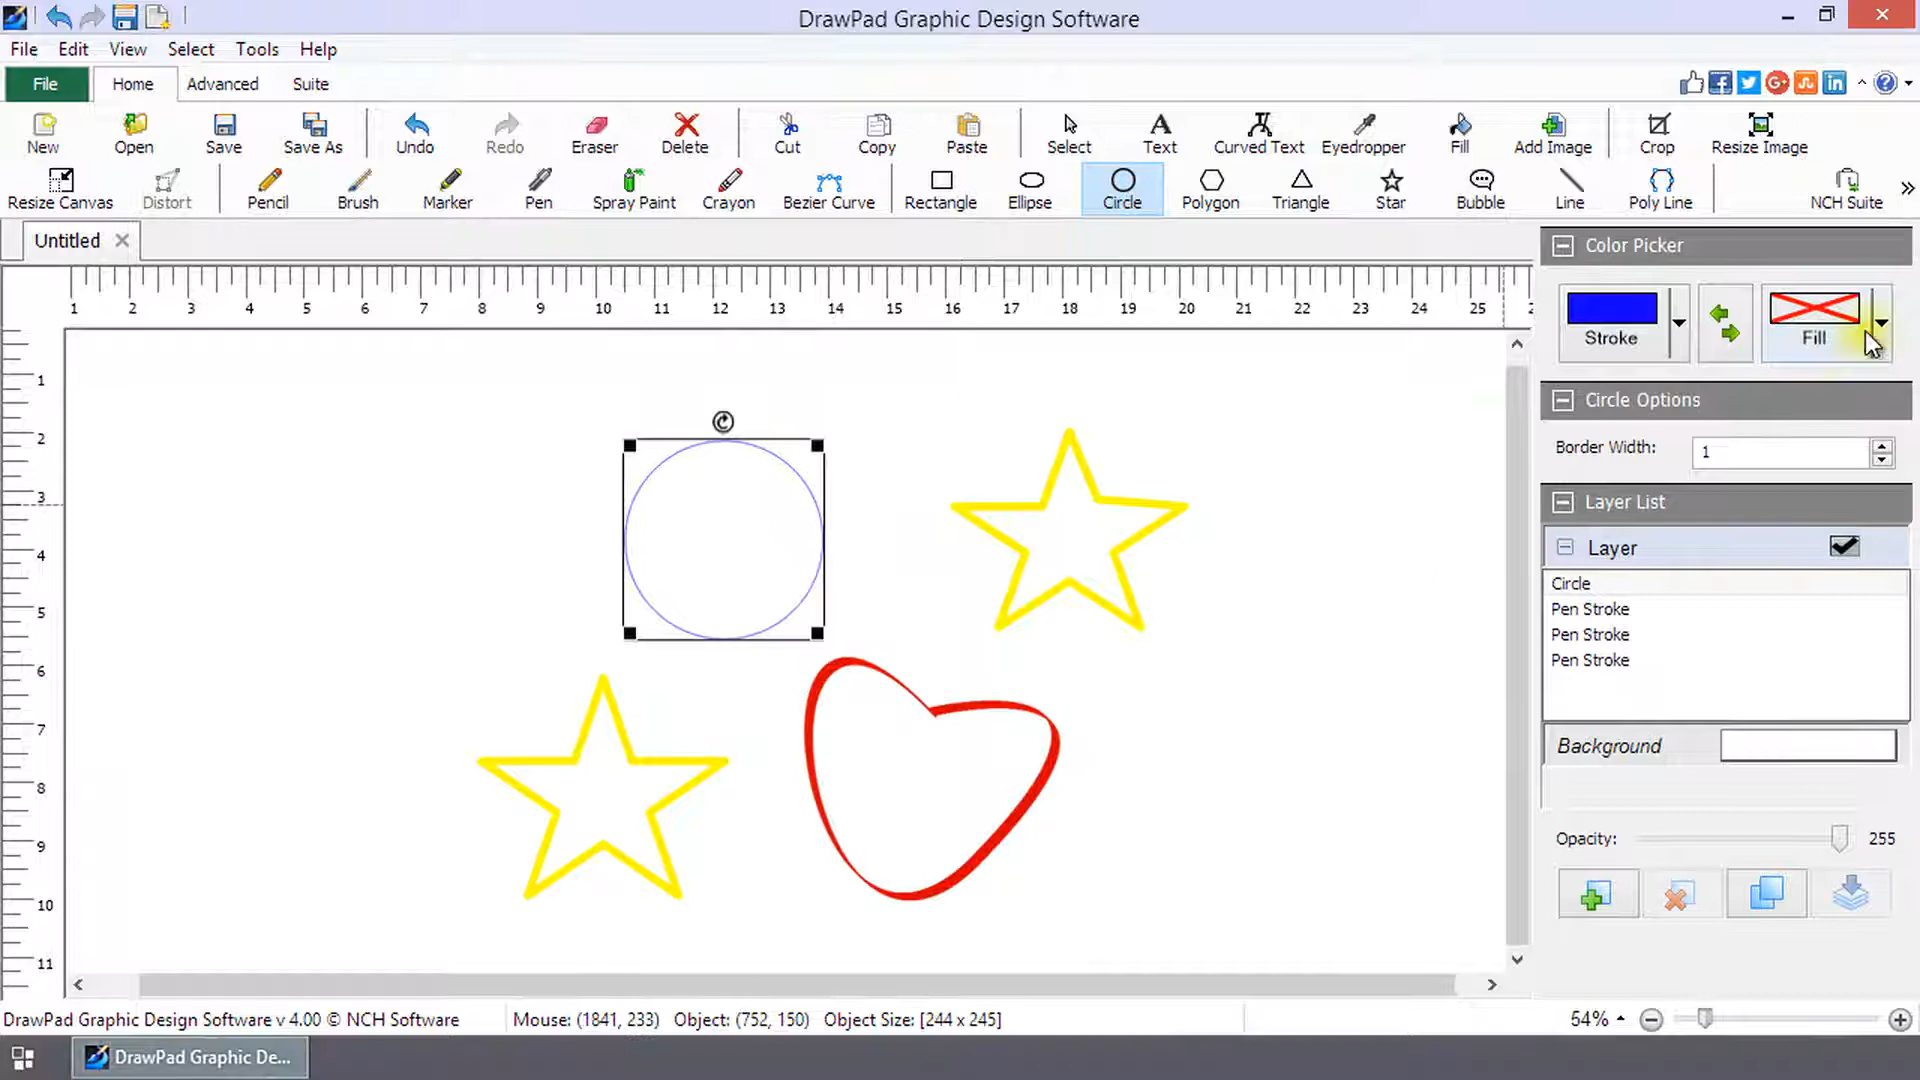 DrawPad Graphic Design Software
File Edit View Select Tools Help
File Home Advanced Suite
New Open Save Save As Undo Redo Eraser Delete Cut Copy Paste Select Text Curved Text Eyedropper Fill Add Image Crop Resize Image
Resize Canvas Distort Pencil Brush Marker Pen Spray Paint Crayon Bezier Curve Rectangle Ellipse Circle Polygon Triangle Star Bubble Line Poly Line NCH Suite
Untitled
1 1 2 3 4 5 6 7 8 9 10 11 12 13 14 15 16 17 18 19 20 21 22 23 24 25
1
2
3
4
5
6
7
8
9
10
11
Color Picker
Stroke Fill
Circle Options
Border Width: 1
Layer List
Layer
Circle
Pen Stroke
Pen Stroke
Pen Stroke
Background
Opacity: 255
DrawPad Graphic Design Software v 4.00 © NCH Software Mouse: (1841, 233) Object: (752, 150) Object Size: [244 x 245] 54%
DrawPad Graphic De...